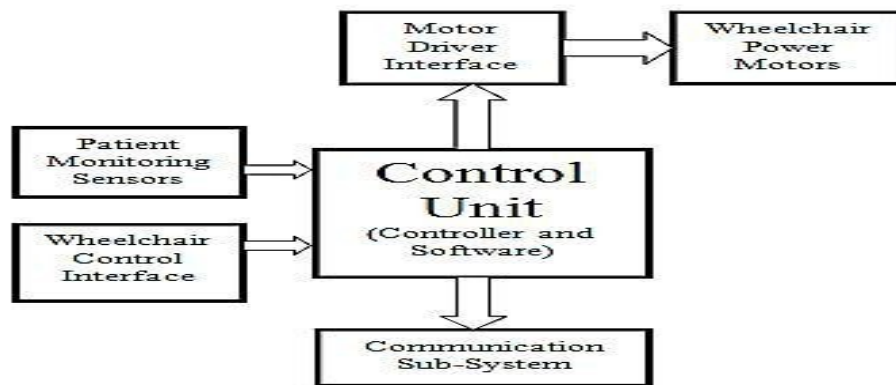 Motor
Driver
Interface
Wheelchair
Power
Motors
Patient
Monitoring
Sensors
Control
Unit
(Controller and
Software)
Wheelchair
Control
Interface
Communication
Sub-System